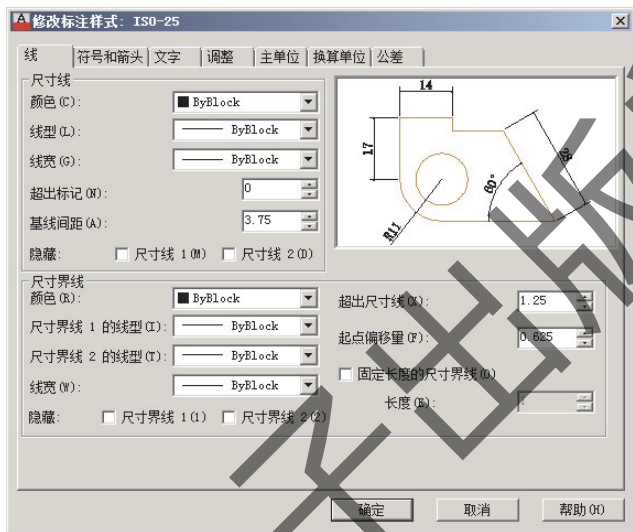 修改标注样式: ISO-25
线 符号和箭头 文字 调整 主单位 换算单位 公差
尺寸线
颜色(C): ByBlock
线型(L): ByBlock
线宽(G): ByBlock
超出标记(N): 0
基线间距(A): 3.75
隐藏: 尺寸线 1(M) 尺寸线 2(D)
14
17
28
60°
R11
尺寸界线
颜色(R): ByBlock
尺寸界线 1 的线型(I): ByBlock
尺寸界线 2 的线型(T): ByBlock
线宽(W): ByBlock
隐藏: 尺寸界线 1(1) 尺寸界线 2(2)
超出尺寸线(X): 1.25
起点偏移量(F): 0.625
固定长度的尺寸界线(O)
长度(E): 1
确定 取消 帮助(H)
子出版